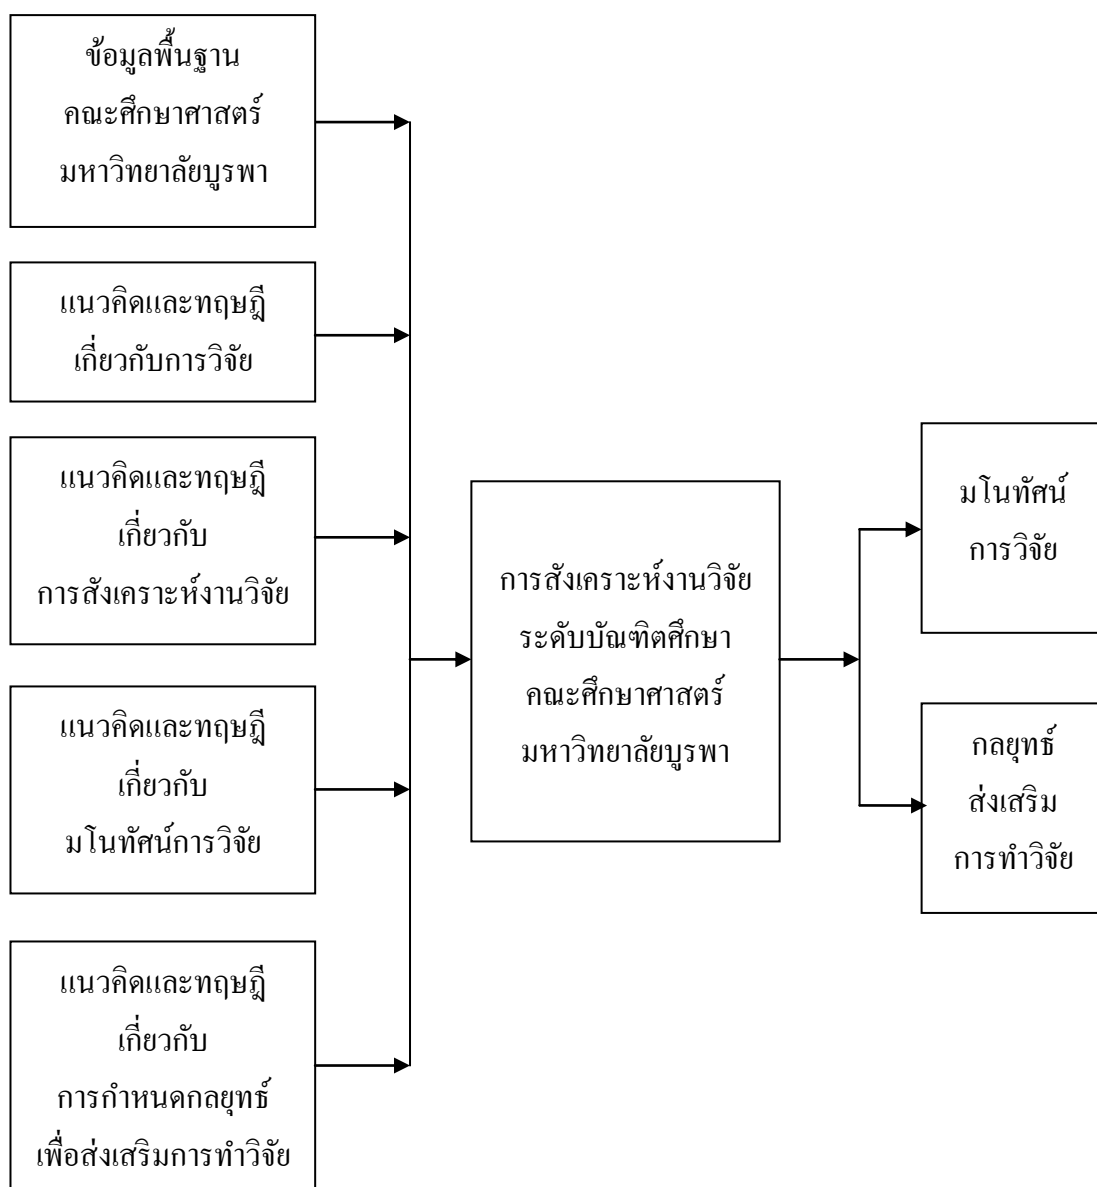 ข้อมูลพื้นฐาน
คณะศึกษาศาสตร์
มหาวิทยาลัยบูรพา
แนวคิดและทฤษฎี
เกี่ยวกับการวิจัย
แนวคิดและทฤษฎี
เกี่ยวกับ
การสังเคราะห์งานวิจัย
แนวคิดและทฤษฎี
เกี่ยวกับ
มโนทัศน์การวิจัย
แนวคิดและทฤษฎี
เกี่ยวกับ
การกำหนดกลยุทธ์
เพื่อส่งเสริมการทำวิจัย
การสังเคราะห์งานวิจัย
ระดับบัณฑิตศึกษา
คณะศึกษาศาสตร์
มหาวิทยาลัยบูรพา
มโนทัศน์
การวิจัย
กลยุทธ์
ส่งเสริม
การทำวิจัย